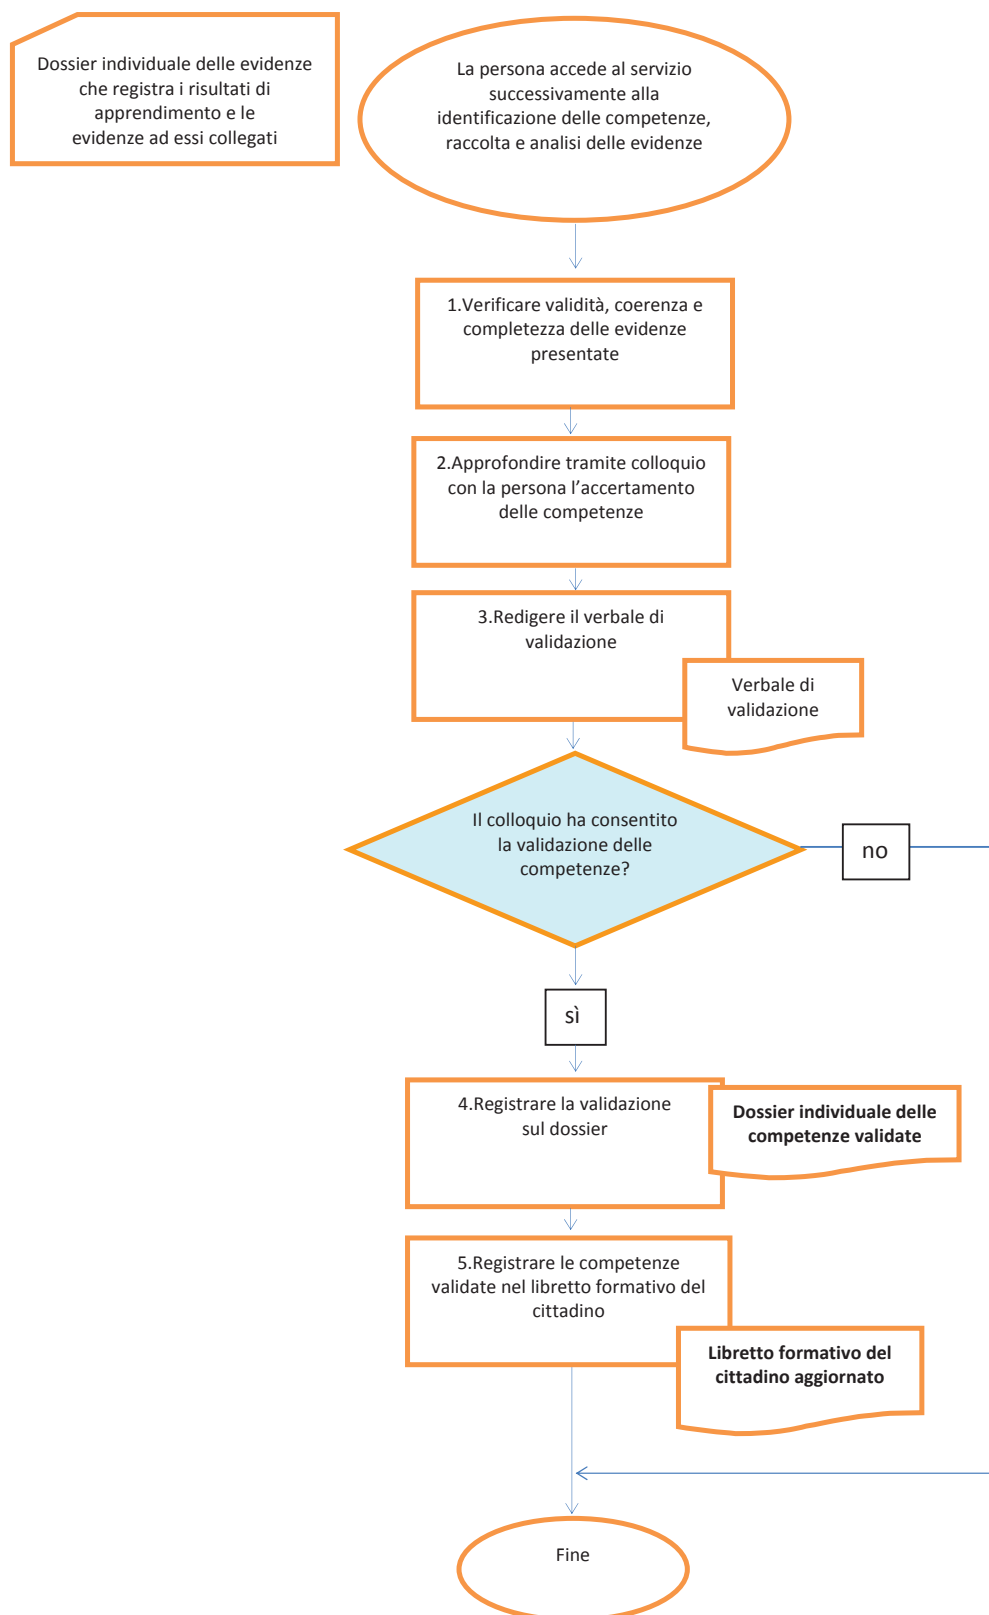 Dossier individuale delle evidenze
che registra i risultati di
apprendimento e le
evidenze ad essi collegati
La persona accede al servizio
successivamente alla
identificazione delle competenze,
raccolta e analisi delle evidenze
1.Verificare validità, coerenza e
completezza delle evidenze
presentate
2.Approfondire tramite colloquio
con la persona l’accertamento
delle competenze
3.Redigere il verbale di
validazione
Verbale di
validazione
Il colloquio ha consentito
la validazione delle
competenze?
no
sì
4.Registrare la validazione
sul dossier
Dossier individuale delle
competenze validate
5.Registrare le competenze
validate nel libretto formativo del
cittadino
Libretto formativo del
cittadino aggiornato
Fine